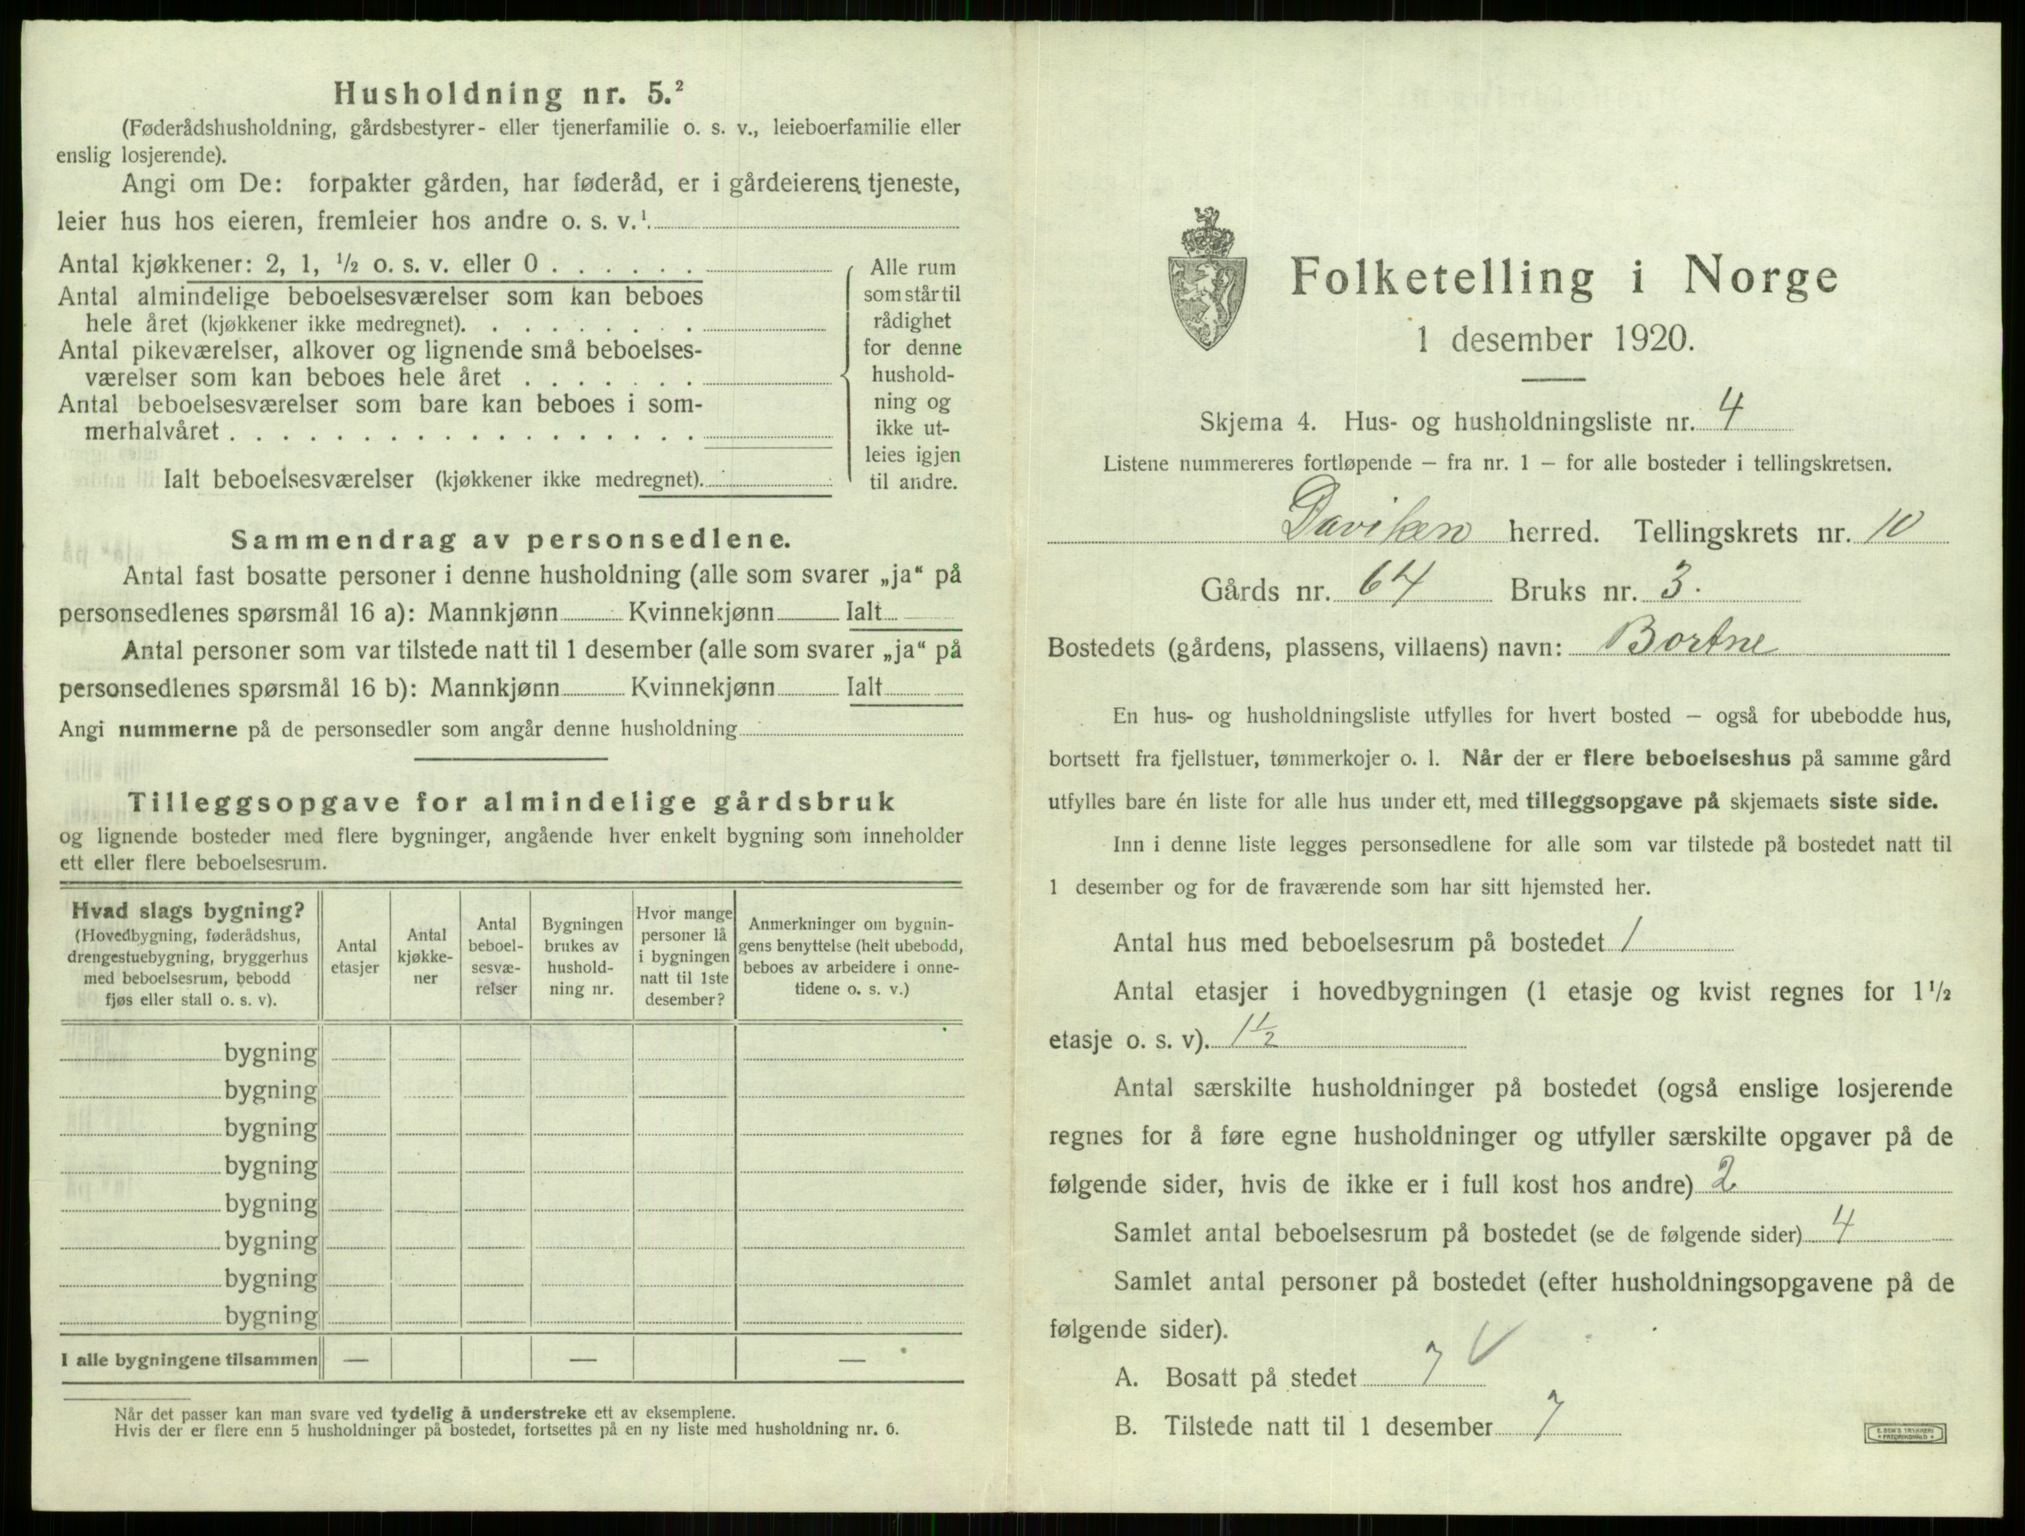 Husholdning nr. 5.²
(Føderådshusholdning, gårdsbestyrer- eller tjenerfamilie o. s. v., leieboerfamilie eller
enslig losjerende).
Angi om De: forpakter gården, har føderåd, er i gårdeierens tjeneste,
leier hus hos eieren, fremleier hos andre o. s. v.¹
Antal kjøkkener: 2, 1, ½ o. s. v. eller 0 . . . . . .
Antal almindelige beboelsesværelser som kan beboes
hele året (kjøkkener ikke medregnet). . . . . . . . .
Antal pikeværelser, alkover og lignende små beboelses-
værelser som kan beboes hele året . . . . . . .
Antal beboelsesværelser som bare kan beboes i som-
merhalvåret . . . . . . . . . . . . . . . . .
Ialt beboelsesværelser (kjøkkener ikke medregnet).
Alle rum
som står til
rådighet
for denne
hushold-
ning og
ikke ut-
leies igjen
til andre.
Sammendrag av personsedlene.
Antal fast bosatte personer i denne husholdning (alle som svarer „ja“ på
personsedlenes spørsmål 16 a): Mannkjønn Kvinnekjønn Ialt
Antal personer som var tilstede natt til 1 desember (alle som svarer „ja“ på
personsedlenes spørsmål 16 b): Mannkjønn Kvinnekjønn Ialt
Angi nummerne på de personsedler som angår denne husholdning
Tilleggsopgave for almindelige gårdsbruk
og lignende bosteder med flere bygninger, angående hver enkelt bygning som inneholder
ett eller flere beboelsesrum.
Hvad slags bygning?
(Hovedbygning, føderådshus,
drengestuebygning, bryggerhus
med beboelsesrum, bebodd
fjøs eller stall o. s. v).
Antal
etasjer
Antal
kjøkke-
ner
Antal
beboel-
sesvæ-
relser
Bygningen
brukes av
hushold-
ning nr.
Hvor mange
personer lå
i bygningen
natt til 1ste
desember?
Anmerkninger om bygnin-
gens benyttelse (helt ubebodd,
beboes av arbeidere i onne-
tidene o. s. v.)
bygning
bygning
bygning
bygning
bygning
bygning
bygning
bygning
I alle bygningene tilsammen — — —
Når det passer kan man svare ved tydelig å understreke ett av eksemplene.
Hvis der er flere enn 5 husholdninger på bostedet, fortsettes på en ny liste med husholdning nr. 6.
Folketelling i Norge
1 desember 1920.
Skjema 4. Hus- og husholdningsliste nr. 4
Listene nummereres fortløpende – fra nr. 1 – for alle bosteder i tellingskretsen.
Daviken herred. Tellingskrets nr. 10
Gårds nr. 64 Bruks nr. 3.
Bostedets (gårdens, plassens, villaens) navn: Bortne
En hus- og husholdningsliste utfylles for hvert bosted – også for ubebodde hus,
bortsett fra fjellstuer, tømmerkojer o. l. Når der er flere beboelseshus på samme gård
utfylles bare én liste for alle hus under ett, med tilleggsopgave på skjemaets siste side.
Inn i denne liste legges personsedlene for alle som var tilstede på bostedet natt til
1 desember og for de fraværende som har sitt hjemsted her.
Antal hus med beboelsesrum på bostedet 1
Antal etasjer i hovedbygningen (1 etasje og kvist regnes for 1½
etasje o. s. v). 1½
Antal særskilte husholdninger på bostedet (også enslige losjerende
regnes for å føre egne husholdninger og utfyller særskilte opgaver på de
følgende sider, hvis de ikke er i full kost hos andre) 2
Samlet antal beboelsesrum på bostedet (se de følgende sider) 4
Samlet antal personer på bostedet (efter husholdningsopgavene på de
følgende sider).
A. Bosatt på stedet 7 V
B. Tilstede natt til 1 desember 7